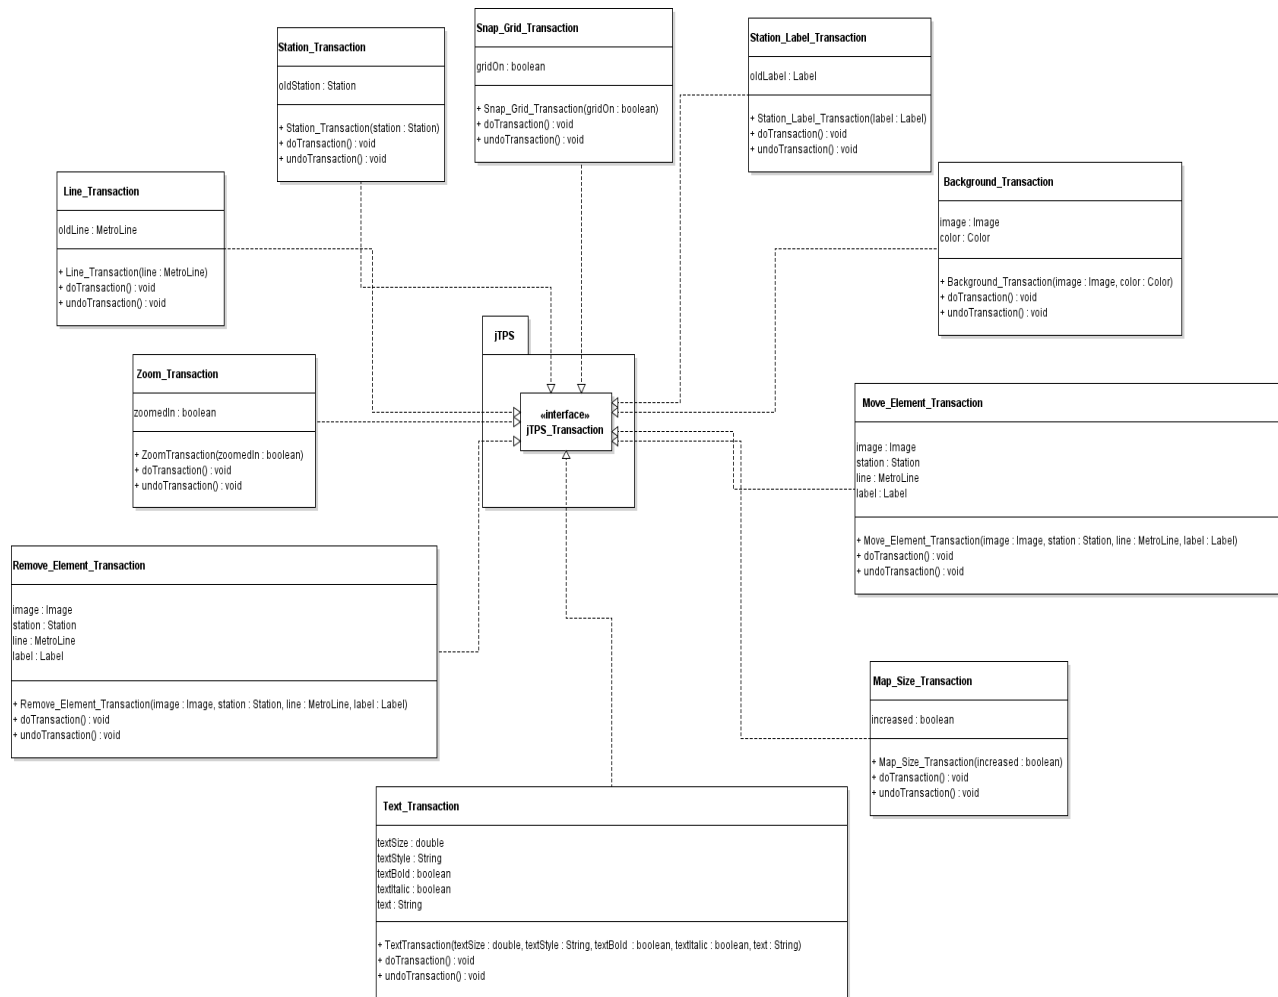 Station_Transaction
oldStation : Station
+ Station_Transaction(station : Station)
+ doTransaction() : void
+ undoTransaction() : void
Snap_Grid_Transaction
gridOn : boolean
+ Snap_Grid_Transaction(gridOn : boolean)
+ doTransaction() : void
+ undoTransaction() : void
Station_Label_Transaction
oldLabel : Label
+ Station_Label_Transaction(label : Label)
+ doTransaction() : void
+ undoTransaction() : void
Line_Transaction
oldLine : MetroLine
+ Line_Transaction(line : MetroLine)
+ doTransaction() : void
+ undoTransaction() : void
Background_Transaction
image : Image
color : Color
+ Background_Transaction(image : Image, color : Color)
+ doTransaction() : void
+ undoTransaction() : void
jTPS
«interface»
jTPS_Transaction
Zoom_Transaction
zoomedIn : boolean
+ ZoomTransaction(zoomedIn : boolean)
+ doTransaction() : void
+ undoTransaction() : void
Move_Element_Transaction
image : Image
station : Station
line : MetroLine
label : Label
+ Move_Element_Transaction(image : Image, station : Station, line : MetroLine, label : Label)
+ doTransaction() : void
+ undoTransaction() : void
Remove_Element_Transaction
image : Image
station : Station
line : MetroLine
label : Label
+ Remove_Element_Transaction(image : Image, station : Station, line : MetroLine, label : Label)
+ doTransaction() : void
+ undoTransaction() : void
Map_Size_Transaction
increased : boolean
+ Map_Size_Transaction(increased : boolean)
+ doTransaction() : void
+ undoTransaction() : void
Text_Transaction
textSize : double
textStyle : String
textBold : boolean
textItalic : boolean
text : String
+ TextTransaction(textSize : double, textStyle : String, textBold : boolean, textItalic : boolean, text : String)
+ doTransaction() : void
+ undoTransaction() : void